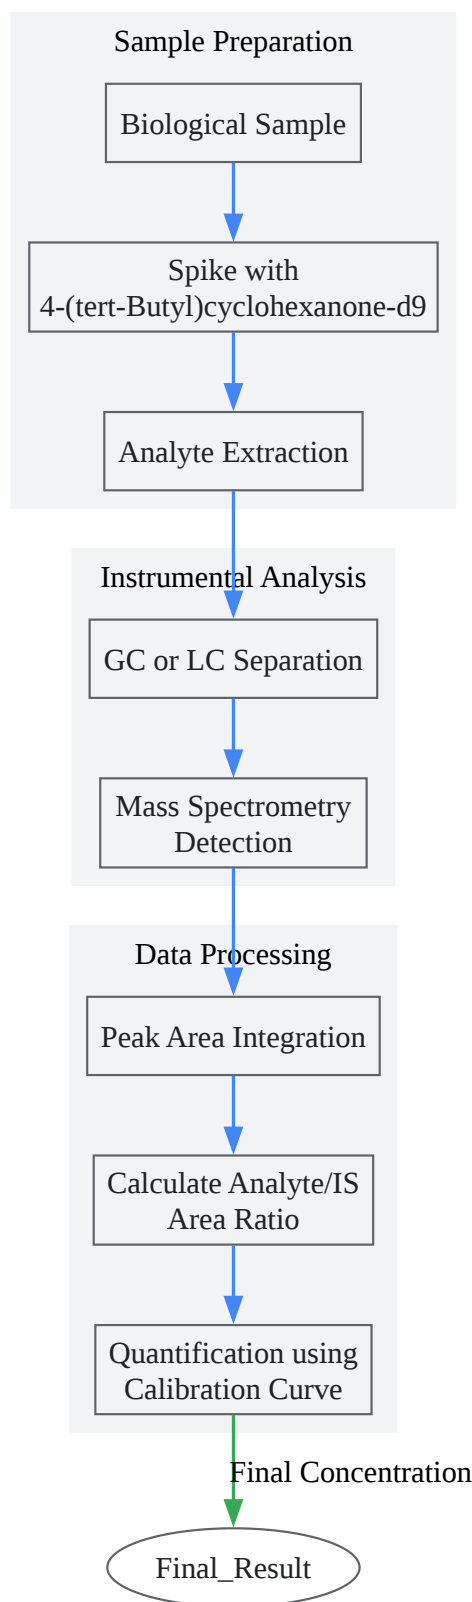 Sample Preparation
Biological Sample
Spike with
4-(tert-Butyl)cyclohexanone-d9
Analyte Extraction
Instrumental Analysis
GC or LC Separation
Mass Spectrometry
Detection
Data Processing
Peak Area Integration
Calculate Analyte/IS
Area Ratio
Quantification using
Calibration Curve
Final Concentration
Final_Result